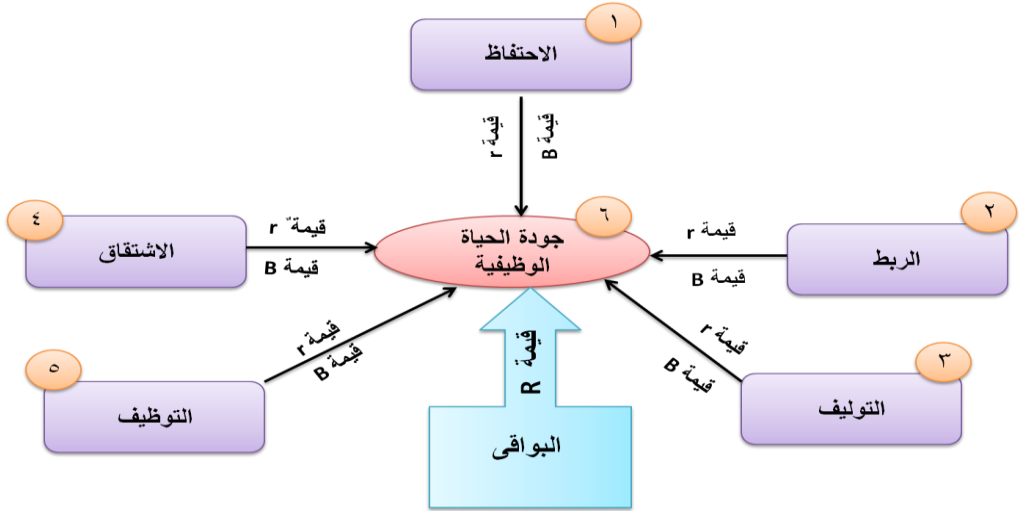 ١
الاحتفاظ
قيمة r
قيمة B
٢
الربط
قيمة r
قيمة B
٣
التوليف
قيمة r
قيمة B
٤
الاشتقاق
قيمة r
قيمة B
٥
التوظيف
قيمة r
قيمة B
٦
جودة الحياة
الوظيفية
قيمة R
البواقى